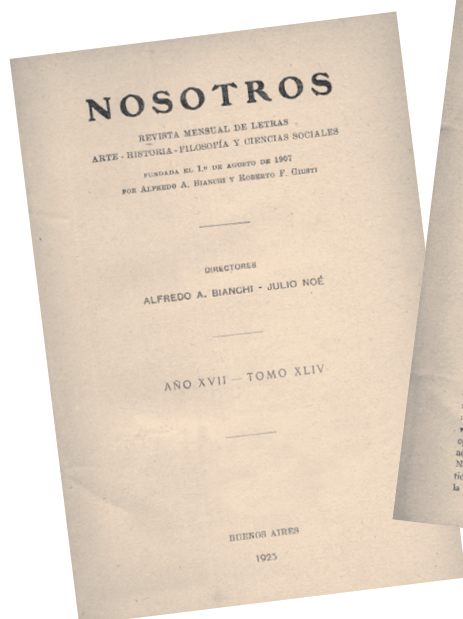 NOSOTROS
REVISTA MENSUAL DE LETRAS
ARTE - HISTORIA - FILOSOFÍA Y CIENCIAS SOCIALES
FUNDADA EL 1.º DE AGOSTO DE 1907
POR ALFREDO A. BIANCHI Y ROBERTO F. GIUSTI
DIRECTORES
ALFREDO A. BIANCHI - JULIO NOÉ
AÑO XVII — TOMO XLIV
BUENOS AIRES
1923
la